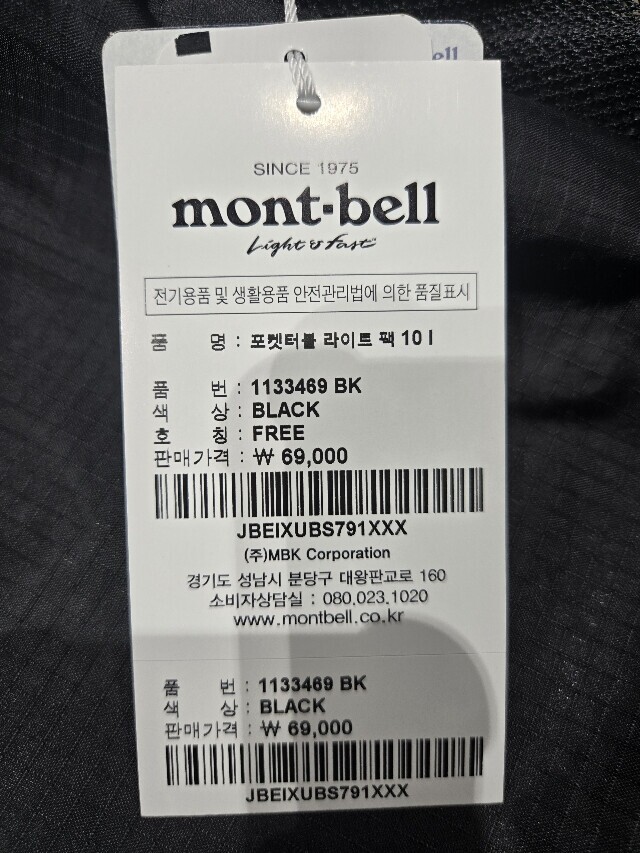 ell
SINCE 1975
mont-bell
Light & Fast
전기용품 및 생활용품 안전관리법에 의한 품질표시
품 명 : 포켓터블 라이트 팩 10 l
품 번 : 1133469 BK
색 상 : BLACK
호 칭 : FREE
판매가격 : ₩ 69,000
JBEIXUBS791XXX
(주)MBK Corporation
경기도 성남시 분당구 대왕판교로 160
소비자상담실 : 080.023.1020
www.montbell.co.kr
품 번 : 1133469 BK
색 상 : BLACK
판매가격 : ₩ 69,000
JBEIXUBS791XXX